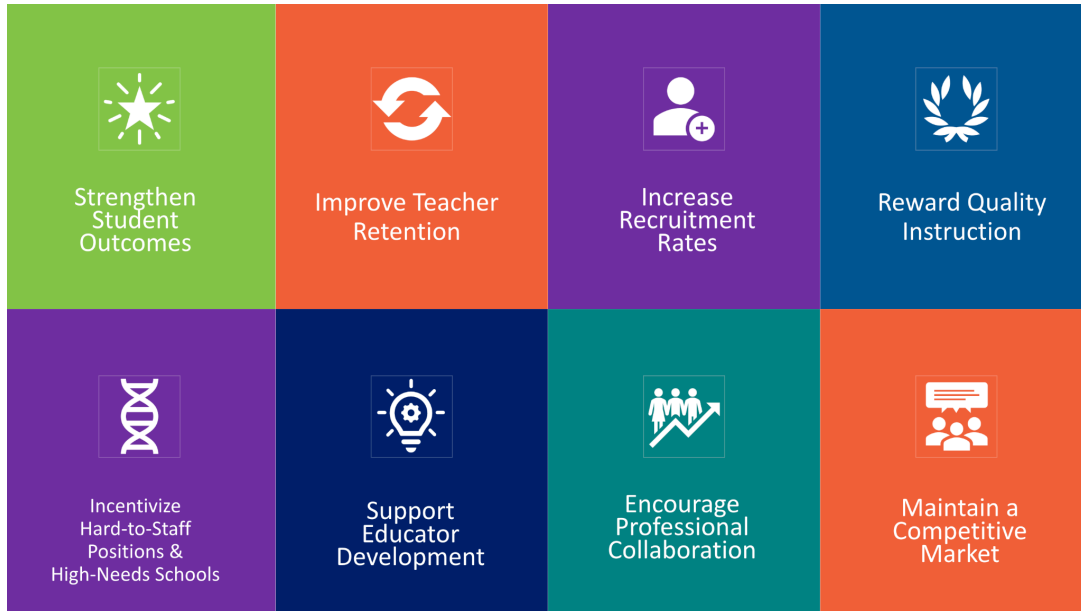 Strengthen
Student
Outcomes
Improve Teacher
Retention
Increase
Recruitment
Rates
Reward Quality
Instruction
Incentivize
Hard-to-Staff
Positions &
High-Needs Schools
Support
Educator
Development
Encourage
Professional
Collaboration
Maintain a
Competitive
Market